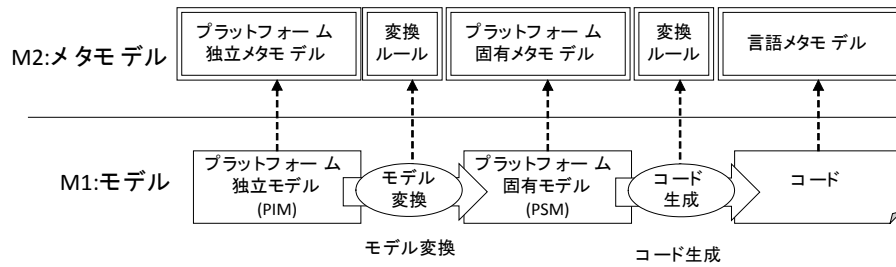 M2:メタモデル
プラットフォーム
独立メタモデル
変換
ルール
プラットフォーム
固有メタモデル
変換
ルール
言語メタモデル
M1:モデル
プラットフォーム
独立モデル
(PIM)
モデル
変換
プラットフォーム
固有モデル
(PSM)
コード
生成
コード
モデル変換
コード生成